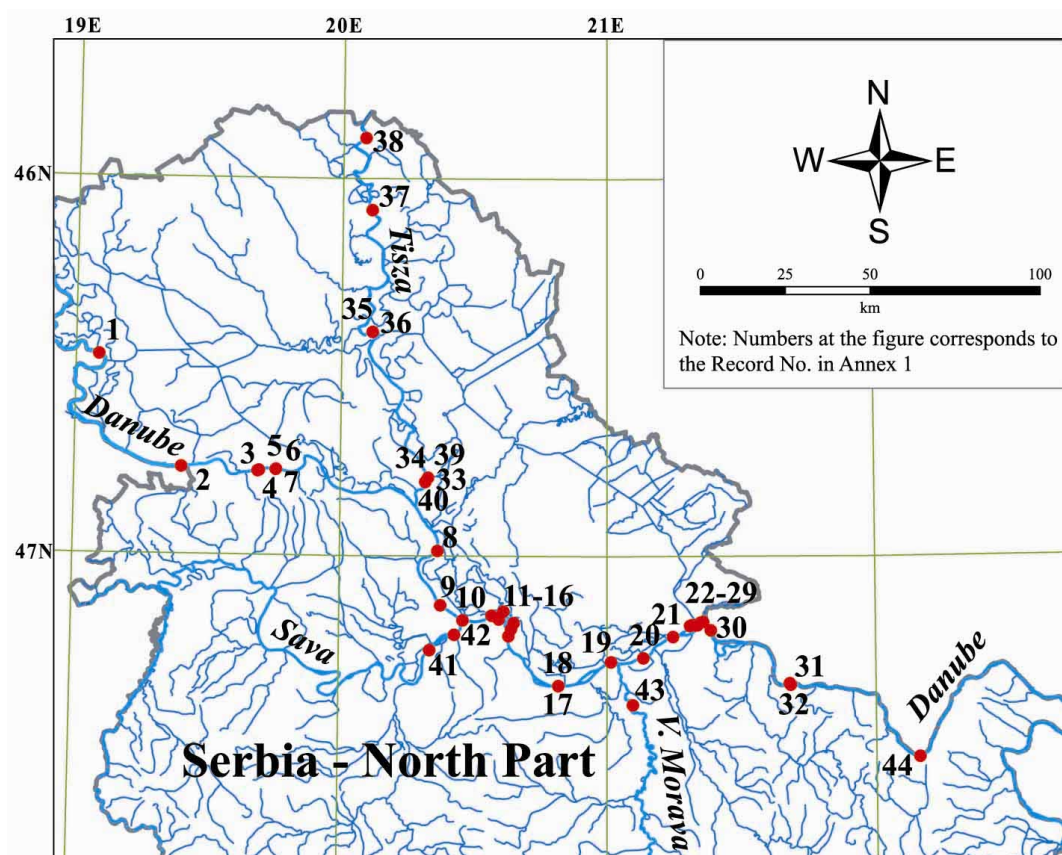 19E 20E 21E
N
W E
S
0 25 50 100
km
Note: Numbers at the figure corresponds to
the Record No. in Annex 1
46N
38
37
Tisza
35 36
1
Danube
2
3 5 6
4 7
34 39
33
40
8
47N
9
10
11-16
42
41
Sava
18
17
19
20
21
22-29
30
43
31
32
Danube
44
V. Morava
Serbia - North Part